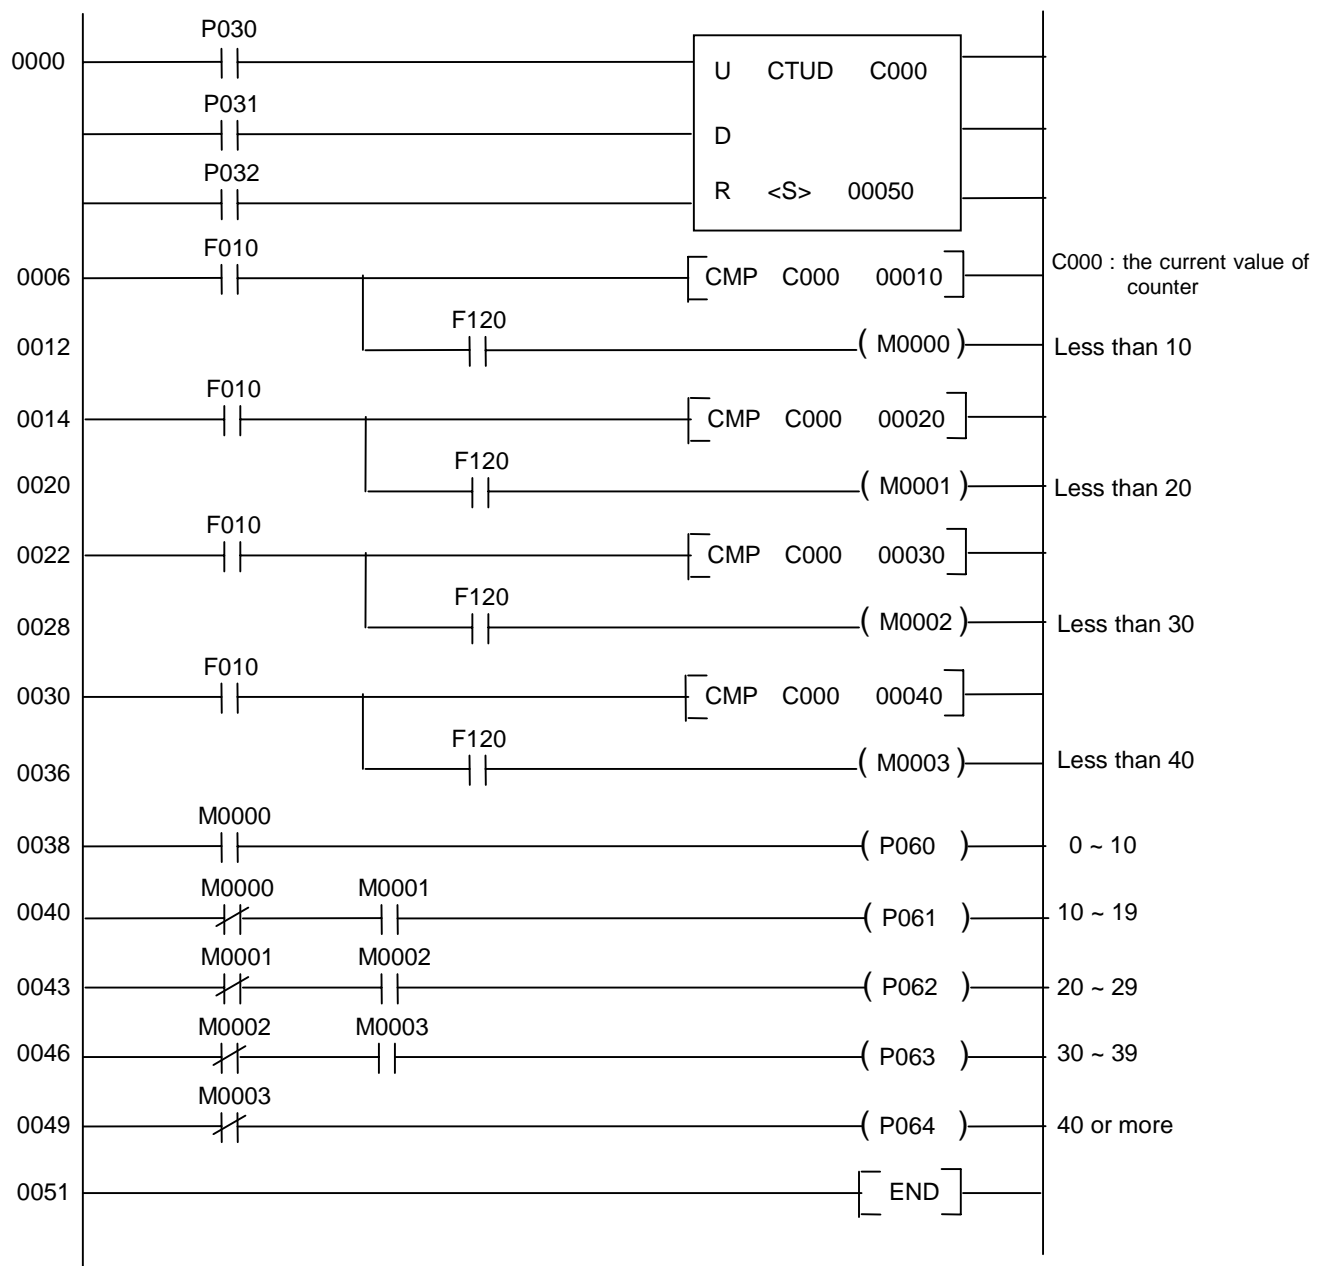 P030
0000 U CTUD C000
P031
D
P032
R <S> 00050
F010
0006 CMP C000 00010 C000 : the current value of
counter
F120
0012 ( M0000 ) Less than 10
F010
0014 CMP C000 00020
F120
0020 ( M0001 ) Less than 20
F010
0022 CMP C000 00030
F120
0028 ( M0002 ) Less than 30
F010
0030 CMP C000 00040
F120
0036 ( M0003 ) Less than 40
M0000
0038 ( P060 ) 0 ~ 10
M0000 M0001
0040 ( P061 ) 10 ~ 19
M0001 M0002
0043 ( P062 ) 20 ~ 29
M0002 M0003
0046 ( P063 ) 30 ~ 39
M0003
0049 ( P064 ) 40 or more
0051 END